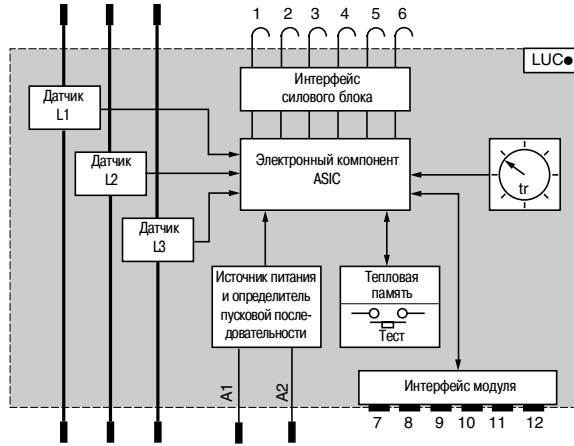 1 2 3 4 5 6
LUC●
Интерфейс
силового блока
Датчик
L1
Электронный компонент
ASIC
Датчик
L2
tr
Датчик
L3
Источник питания
и определитель
пусковой после-
довательности
Тепловая
память
Тест
A1 A2
Интерфейс модуля
7 8 9 10 11 12